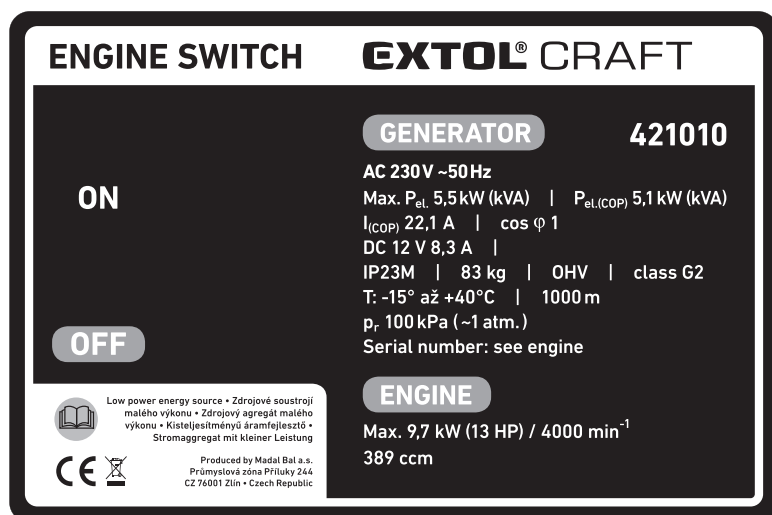 ENGINE SWITCH
EXTOL® CRAFT
ON
OFF
GENERATOR 421010
AC 230V ~50Hz
Max. Pel. 5,5kW (kVA) | Pel.(COP) 5,1 kW (kVA)
I(COP) 22,1 A | cos φ 1
DC 12 V 8,3 A |
IP23M | 83 kg | OHV | class G2
T: -15° až +40°C | 1000 m
pr 100 kPa (~1 atm.)
Serial number: see engine
ENGINE
Max. 9,7 kW (13 HP) / 4000 min-1
389 ccm
Low power energy source • Zdrojové soustrojí
malého výkonu • Zdrojový agregát malého
výkonu • Kisteljesítményű áramfejlesztő •
Stromaggregat mit kleiner Leistung
CE
Produced by Madal Bal a.s.
Průmyslová zóna Příluky 244
CZ 76001 Zlín • Czech Republic